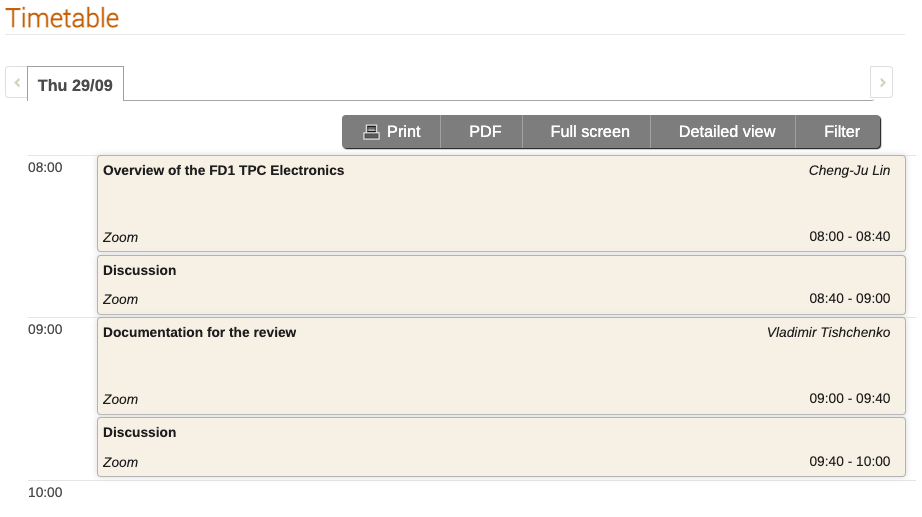 Timetable
Thu 29/09
Print PDF Full screen Detailed view Filter
08:00
Overview of the FD1 TPC Electronics Cheng-Ju Lin
Zoom 08:00 - 08:40
Discussion
Zoom 08:40 - 09:00
09:00
Documentation for the review Vladimir Tishchenko
Zoom 09:00 - 09:40
Discussion
Zoom 09:40 - 10:00
10:00